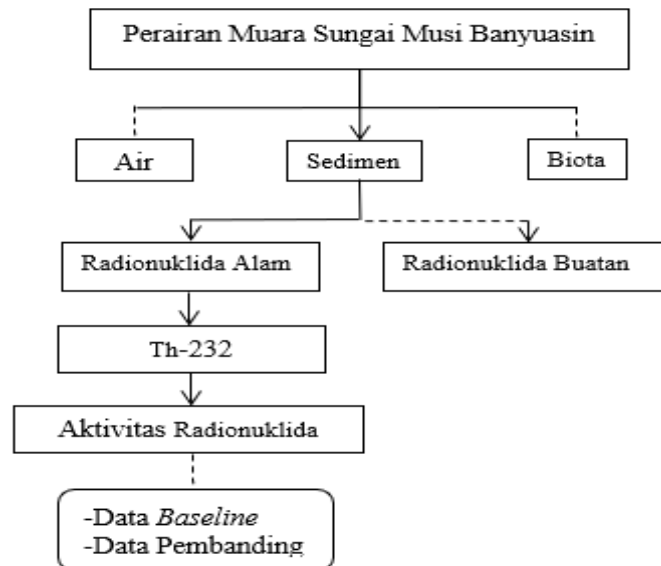 Perairan Muara Sungai Musi Banyuasin
Air
Sedimen
Biota
Radionuklida Alam
Radionuklida Buatan
Th-232
Aktivitas Radionuklida
-Data Baseline
-Data Pembanding